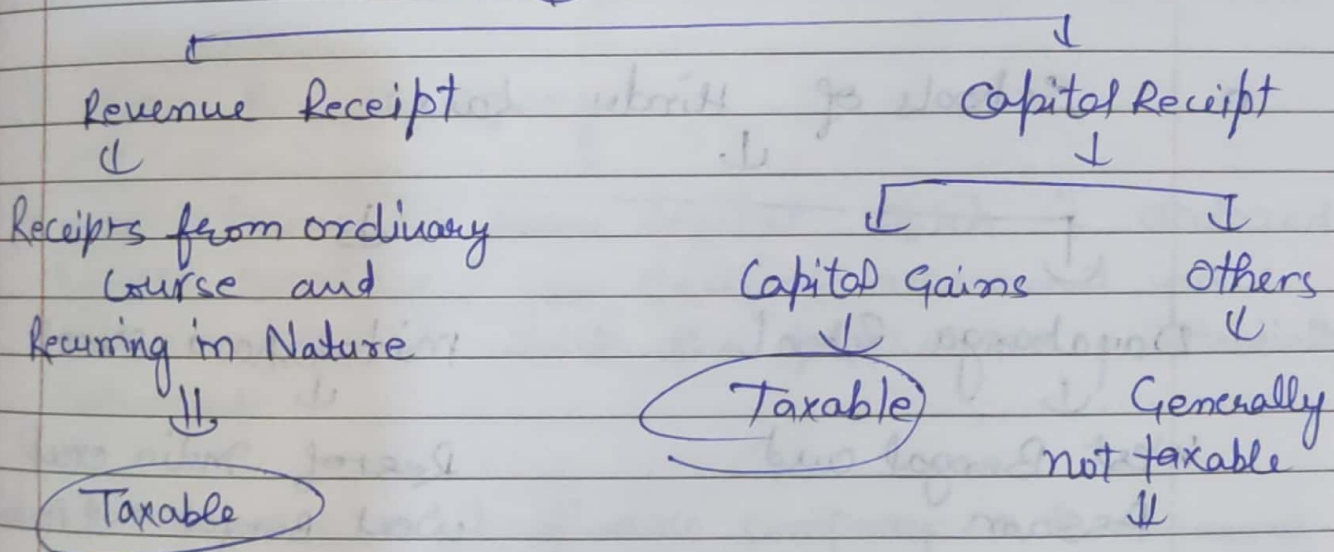 Revenue Receipt
Capital Receipt
Receipts from ordinary
Course and
Recurring in Nature
Taxable
Capital Gains
Others
Taxable
Generally
not taxable